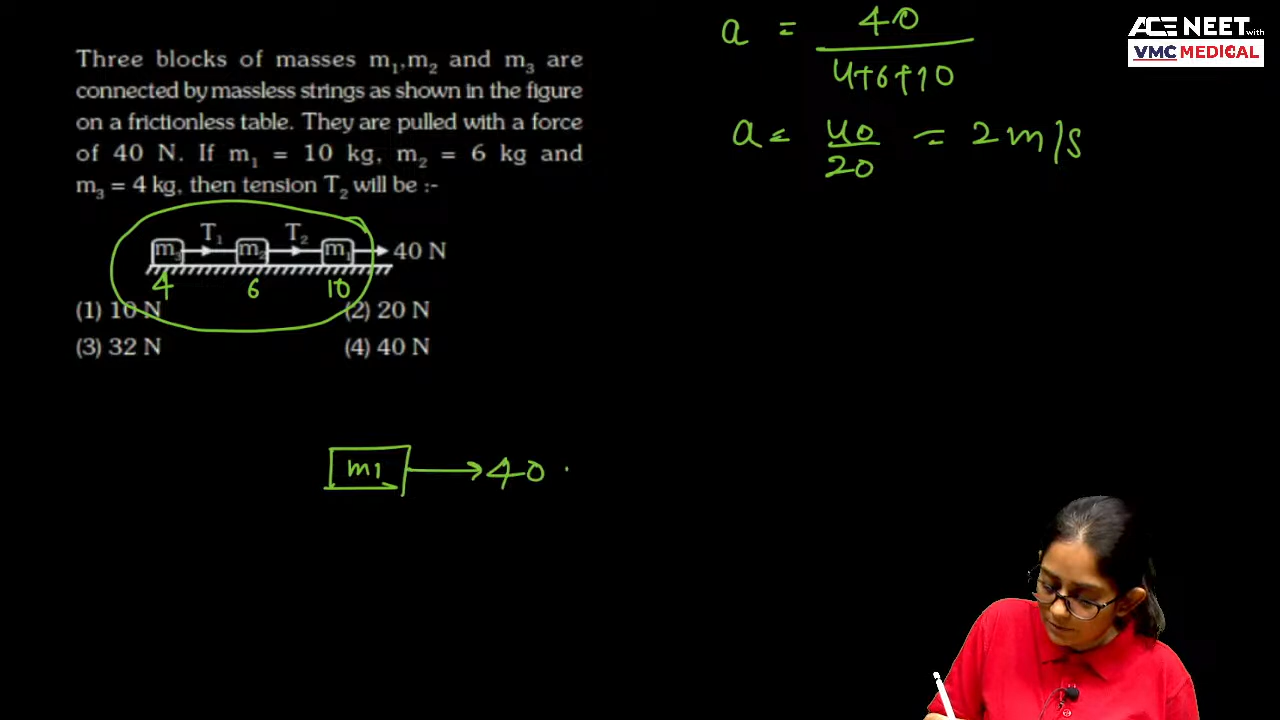 Three blocks of masses m₁,m₂ and m₃ are
connected by massless strings as shown in the figure
on a frictionless table. They are pulled with a force
of 40 N. If m₁ = 10 kg, m₂ = 6 kg and
m₃ = 4 kg, then tension T₂ will be :-
T₁ T₂
m₃ m₂ m₁ 40 N
4 6 10
(1) 10 N (2) 20 N
(3) 32 N (4) 40 N
m1 40
a = 40
4+6+10
a = 40 = 2 m/s
20
ACE NEET with
VMC MEDICAL